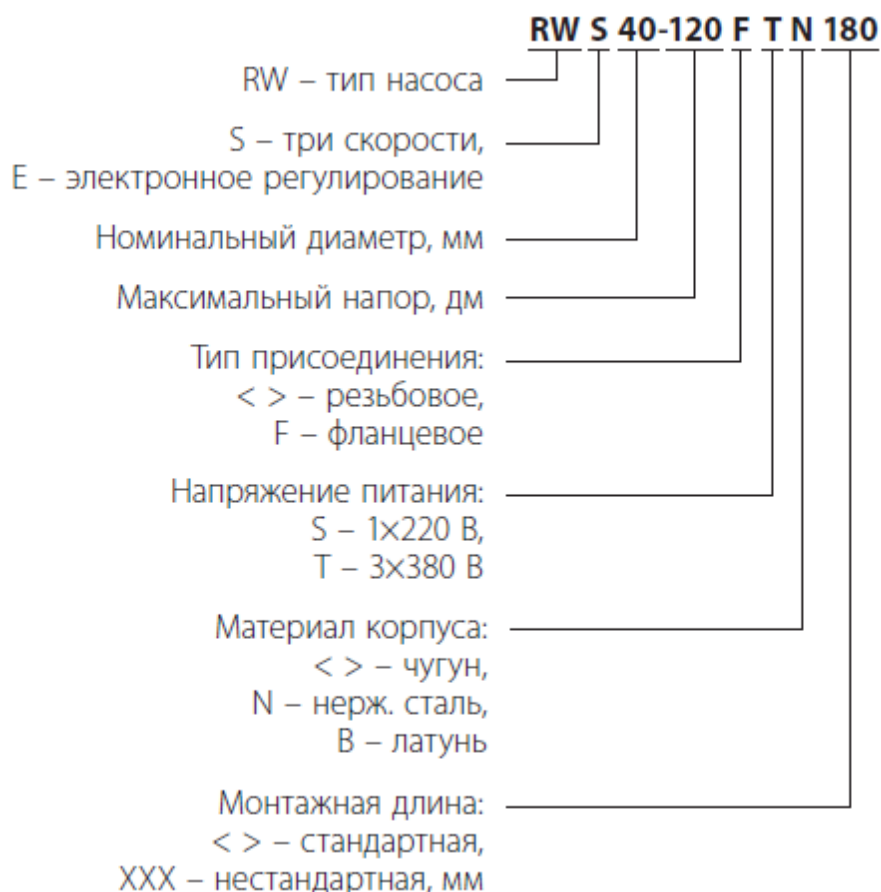 RW S 40-120 F T N 180
RW – тип насоса
S – три скорости,
E – электронное регулирование
Номинальный диаметр, мм
Максимальный напор, дм
Тип присоединения:
< > – резьбовое,
F – фланцевое
Напряжение питания:
S – 1×220 В,
T – 3×380 В
Материал корпуса:
< > – чугун,
N – нерж. сталь,
B – латунь
Монтажная длина:
< > – стандартная,
XXX – нестандартная, мм